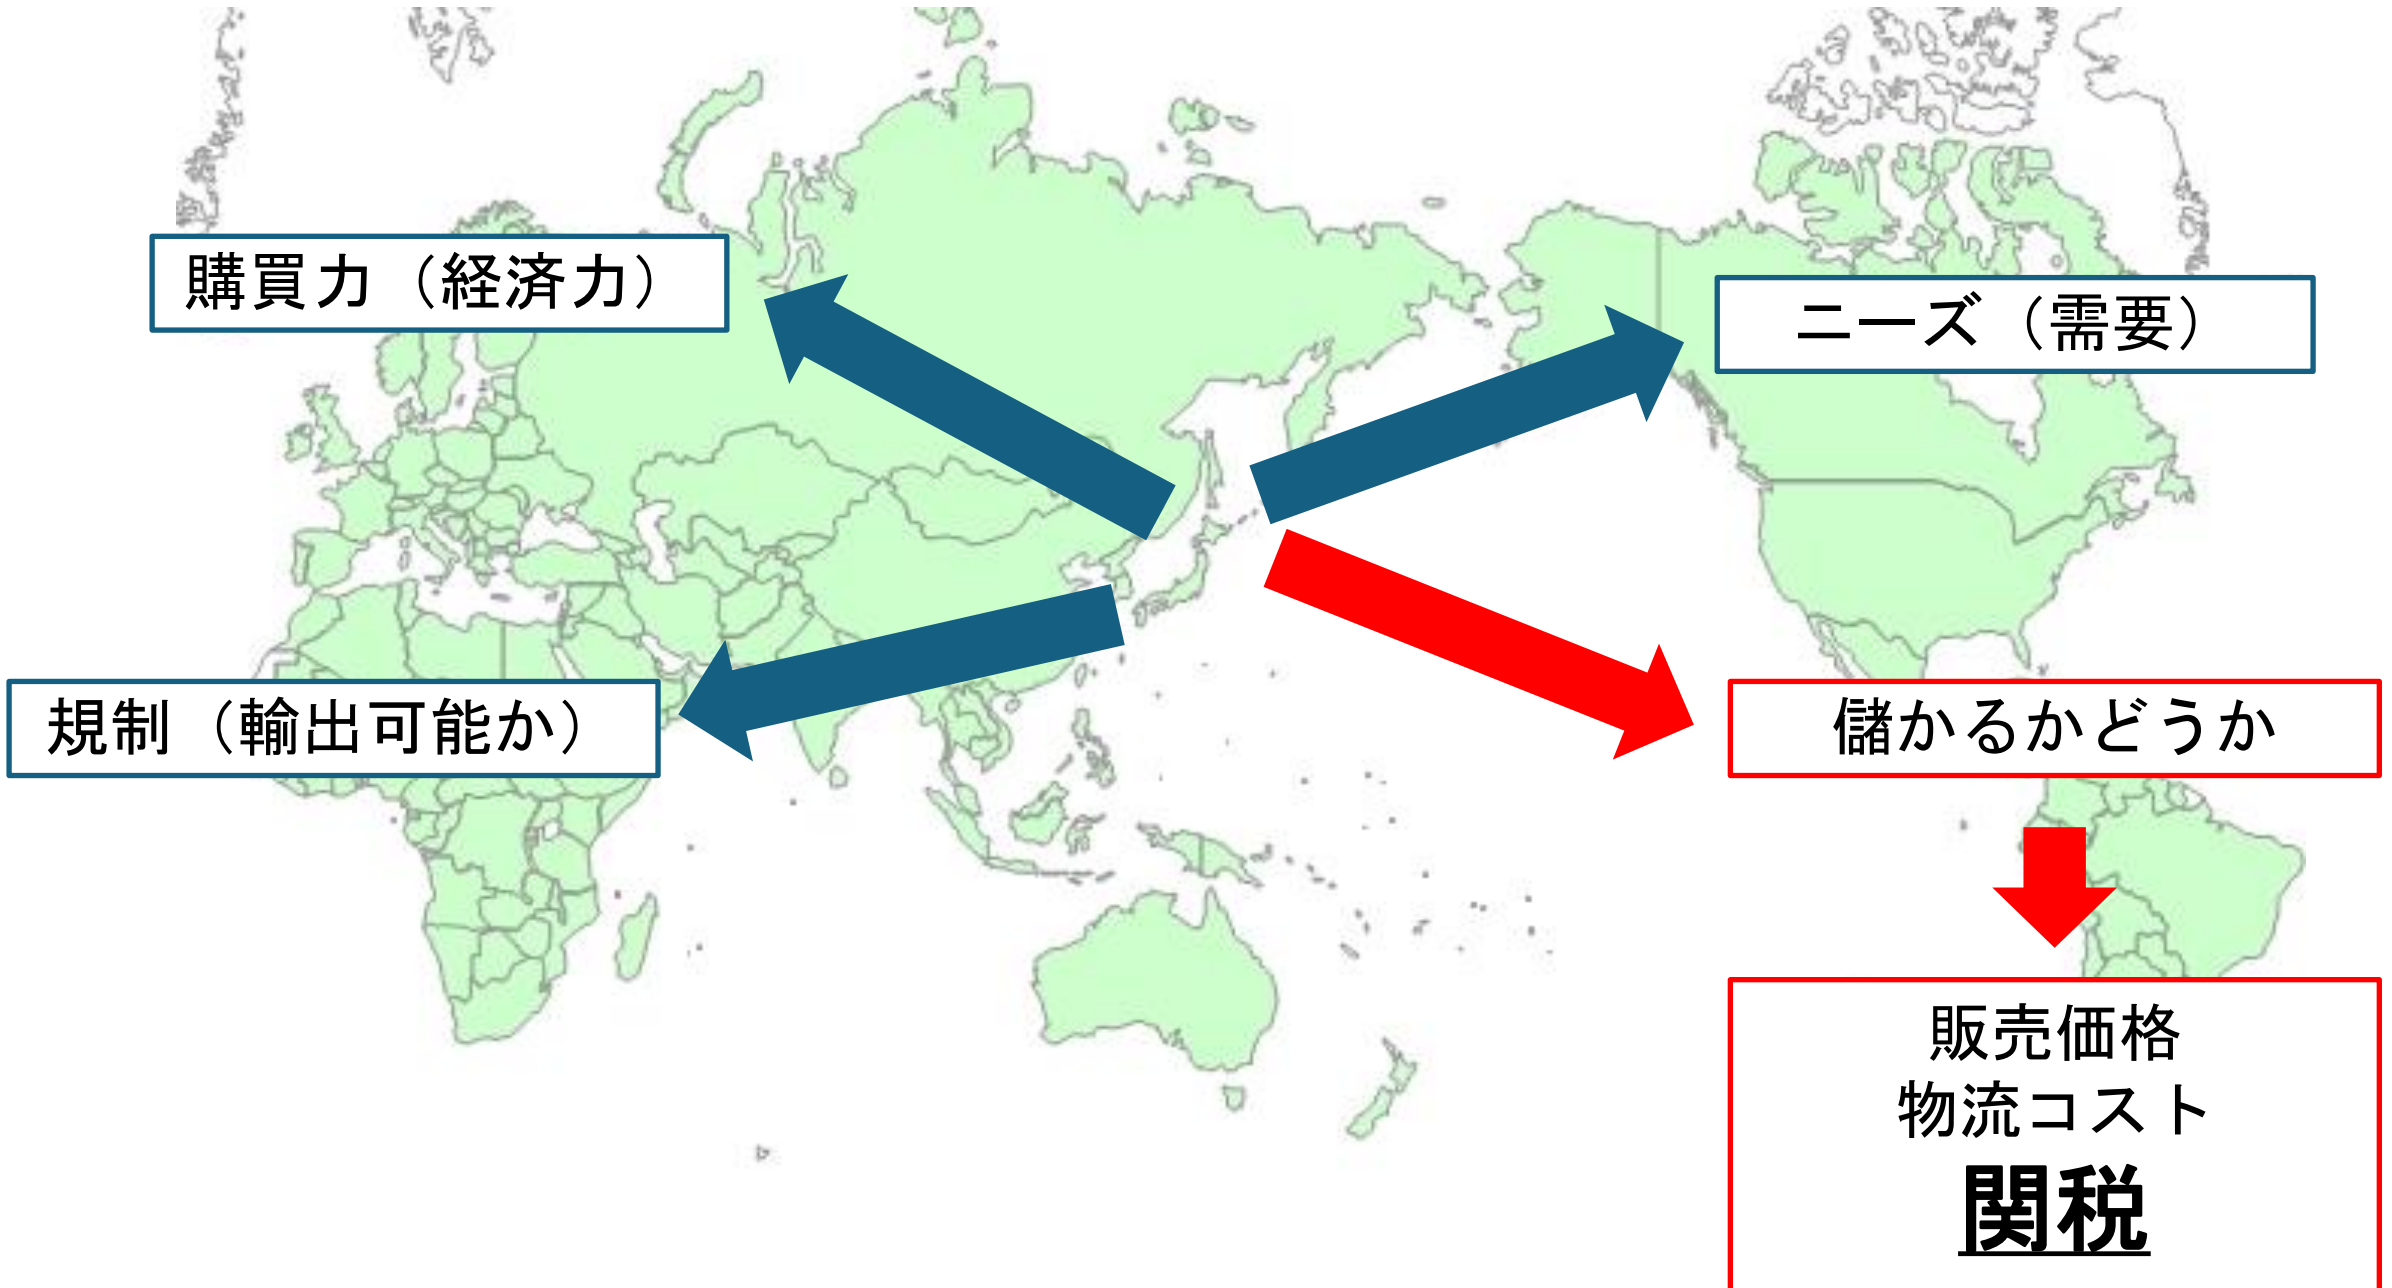 購買力（経済力）
ニーズ（需要）
規制（輸出可能か）
儲かるかどうか
販売価格
物流コスト
関税